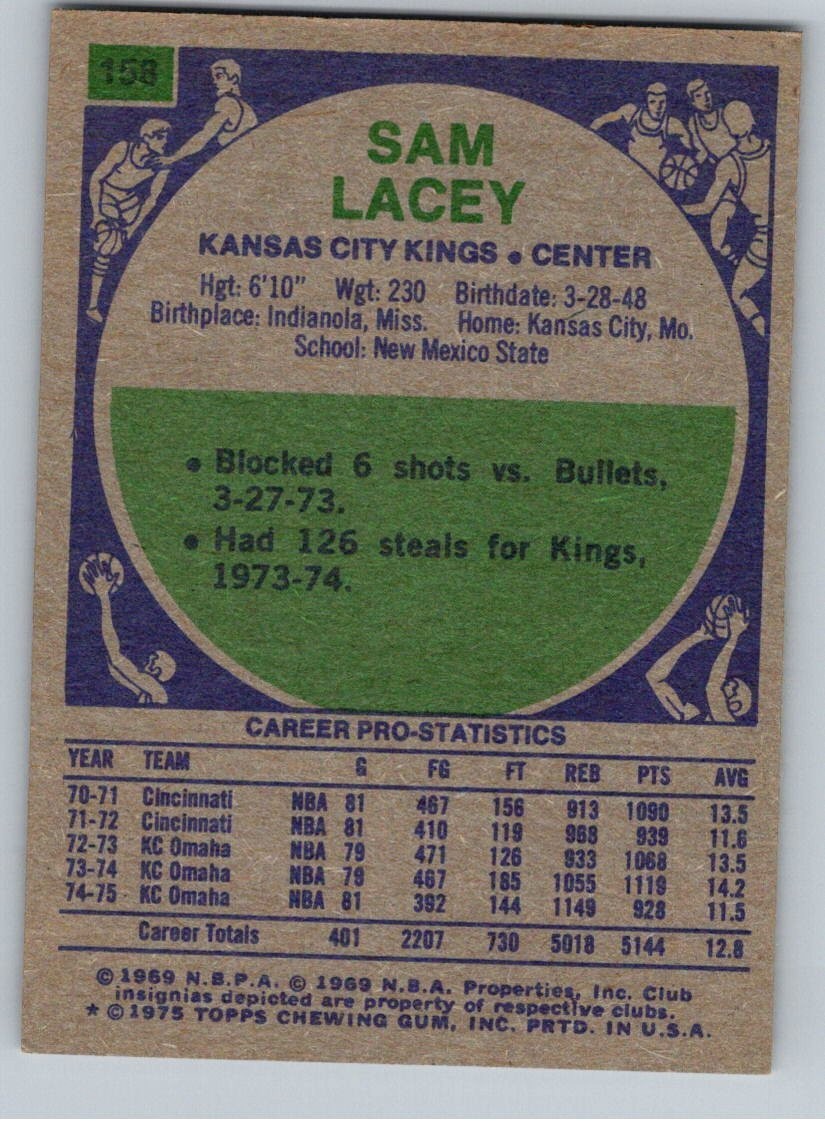 158
SAM
LACEY
KANSAS CITY KINGS • CENTER
Hgt: 6'10" Wgt: 230 Birthdate: 3-28-48
Birthplace: Indianola, Miss. Home: Kansas City, Mo.
School: New Mexico State
• Blocked 6 shots vs. Bullets,
3-27-73.
• Had 126 steals for Kings,
1973-74.
CAREER PRO-STATISTICS
YEAR TEAM G FG FT REB PTS AVG
70-71 Cincinnati NBA 81 467 156 913 1090 13.5
71-72 Cincinnati NBA 81 410 119 968 939 11.6
72-73 KC Omaha NBA 79 471 126 933 1068 13.5
73-74 KC Omaha NBA 79 467 185 1055 1119 14.2
74-75 KC Omaha NBA 81 392 144 1149 928 11.5
Career Totals 401 2207 730 5018 5144 12.8
© 1969 N.B.P.A. © 1969 N.B.A. Properties, Inc. Club
insignias depicted are property of respective clubs.
* © 1975 TOPPS CHEWING GUM, INC. PRTD. IN U.S.A.